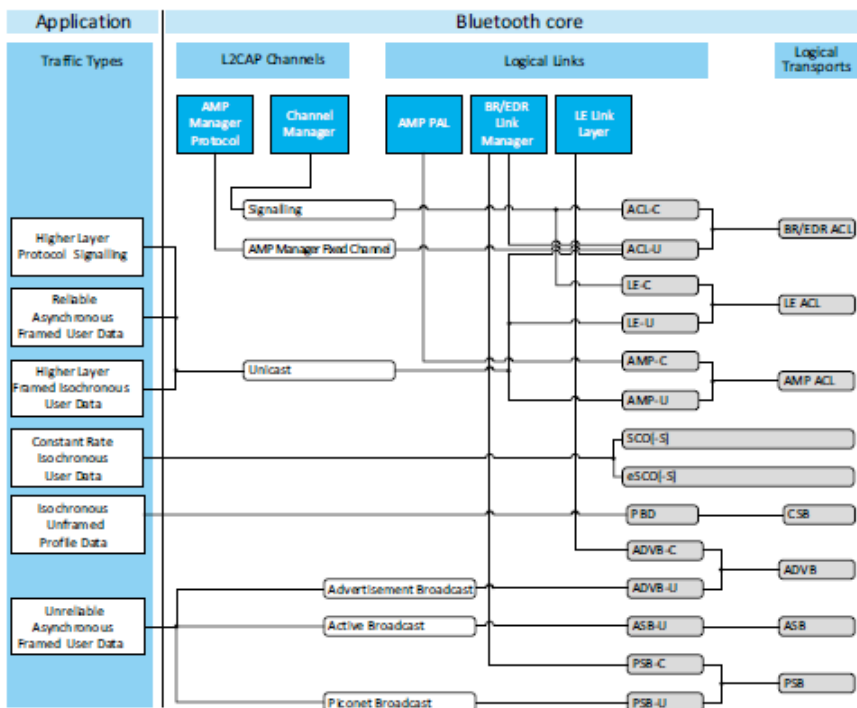 Application
Bluetooth core
Traffic Types
L2CAP Channels
Logical Links
Logical
Transports
AMP
Manager
Protocol
Channel
Manager
AMP PAL
BR/EDR
Link
Manager
LE Link
Layer
Higher Layer
Protocol Signalling
Reliable
Asynchronous
Framed User Data
Higher Layer
Framed Isochronous
User Data
Constant Rate
Isochronous
User Data
Isochronous
Unframed
Profile Data
Unreliable
Asynchronous
Framed User Data
Signalling
AMP Manager Fixed Channel
Unicast
Advertisement Broadcast
Active Broadcast
Piconet Broadcast
ACL-C
ACL-U
LE-C
LE-U
AMP-C
AMP-U
SCO[-S]
eSCO[-S]
PBD
ADVB-C
ADVB-U
ASB-U
PSB-C
PSB-U
BR/EDR ACL
LE ACL
AMP ACL
CSB
ADVB
ASB
PSB